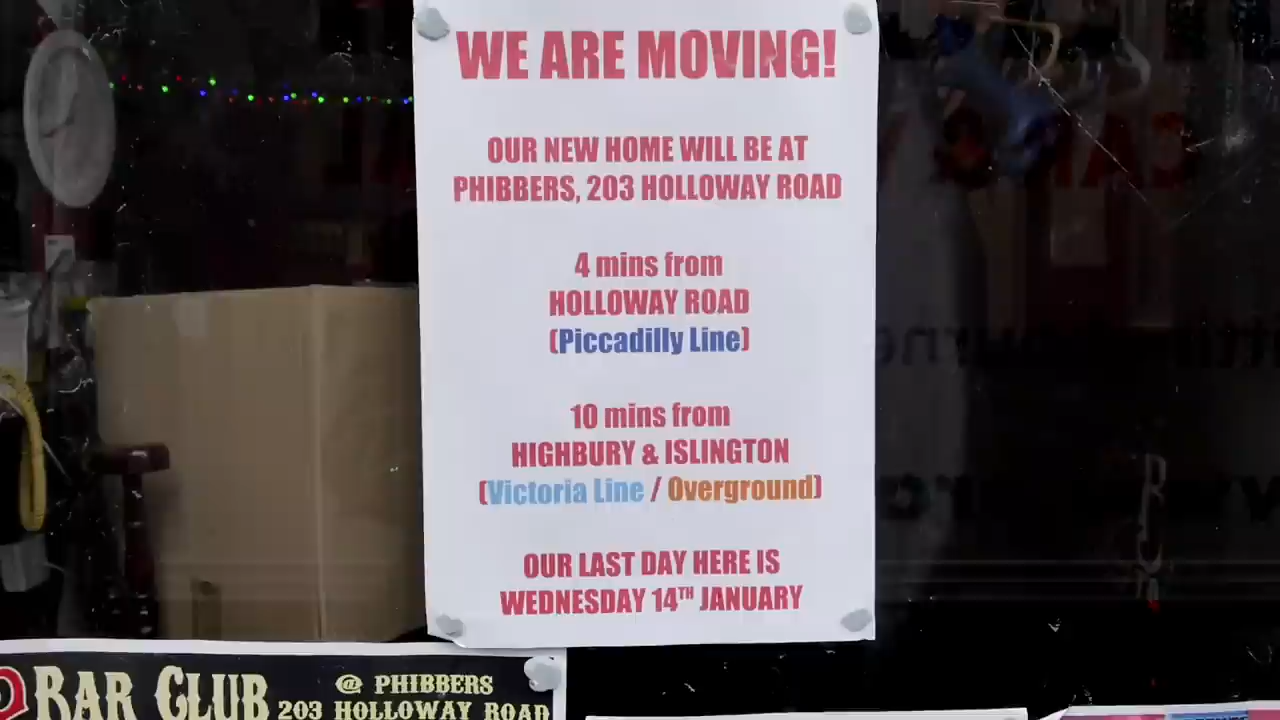 WE ARE MOVING!
OUR NEW HOME WILL BE AT
PHIBBERS, 203 HOLLOWAY ROAD
4 mins from
HOLLOWAY ROAD
(Piccadilly Line)
10 mins from
HIGHBURY & ISLINGTON
(Victoria Line / Overground)
OUR LAST DAY HERE IS
WEDNESDAY 14TH JANUARY
BAR CLUB
@ PHIBBERS
203 HOLLOWAY ROAD